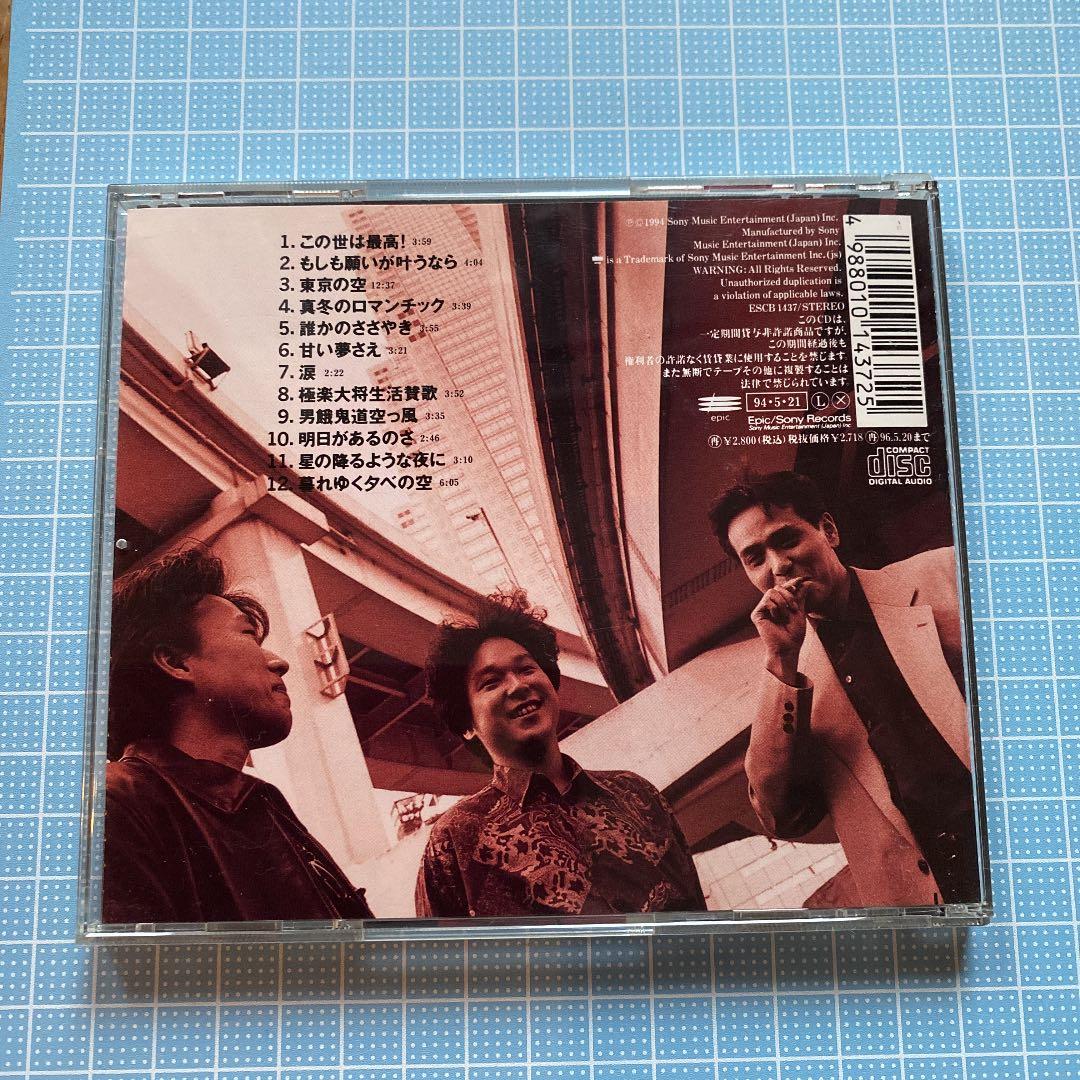 1. この世は最高! 3:59
2. もしも願いが叶うなら 4:04
3. 東京の空 12:37
4. 真冬のロマンチック 3:39
5. 誰かのささやき 3:55
6. 甘い夢さえ 3:21
7. 涙 2:22
8. 極楽大将生活賛歌 3:52
9. 男餓鬼道空っ風 3:35
10. 明日があるのさ 2:46
11. 星の降るような夜に 3:10
12. 暮れゆく夕べの空 6:05
Ⓟ©1994 Sony Music Entertainment (Japan) Inc.
Manufactured by Sony
Music Entertainment (Japan) Inc.
is a Trademark of Sony Music Entertainment Inc. (js)
WARNING: All Rights Reserved.
Unauthorized duplication is
a violation of applicable laws.
ESCB 1437/STEREO
このCDは、
一定期間貸与非許諾商品ですが、
この期間経過後も
権利者の許諾なく賃貸業に使用することを禁じます。
また無断でテープその他に複製することは
法律で禁じられています。
epic
94・5・21 Ⓛ Ⓧ
Epic/Sony Records
Sony Music Entertainment (Japan) Inc
㊢¥2,800(税込)税抜価格¥2,718 ㊢96.5.20まで
COMPACT
disc
DIGITAL AUDIO
4 988010 143725